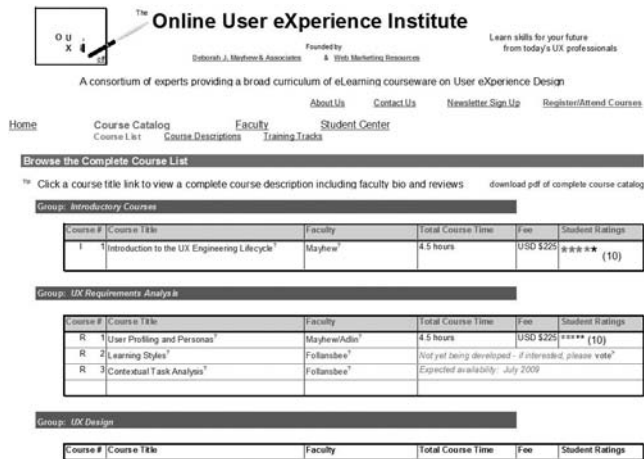 The
Online User eXperience Institute
O U
X i
Learn skills for your future
from today's UX professionals
Founded by
Deborah J. Mayhew & Associates & Web Marketing Resources
A consortium of experts providing a broad curriculum of eLearning courseware on User eXperience Design
About Us Contact Us Newsletter Sign Up Register/Attend Courses
Home Course Catalog Faculty Student Center
Course List Course Descriptions Training Tracks
Browse the Complete Course List
Tip Click a course title link to view a complete course description including faculty bio and reviews download pdf of complete course catalog
Group: Introductory Courses
Course # Course Title Faculty Total Course Time Fee Student Ratings
I 1 Introduction to the UX Engineering Lifecycle? Mayhew? 4.5 hours USD $225 ***** (10)
Group: UX Requirements Analysis
Course # Course Title Faculty Total Course Time Fee Student Ratings
R 1 User Profiling and Personas? Mayhew/Adlin? 4.5 hours USD $225 ***** (10)
R 2 Learning Styles? Follansbee? Not yet being developed - if interested, please vote?
R 3 Contextual Task Analysis? Follansbee? Expected availability: July 2009
Group: UX Design
Course # Course Title Faculty Total Course Time Fee Student Ratings